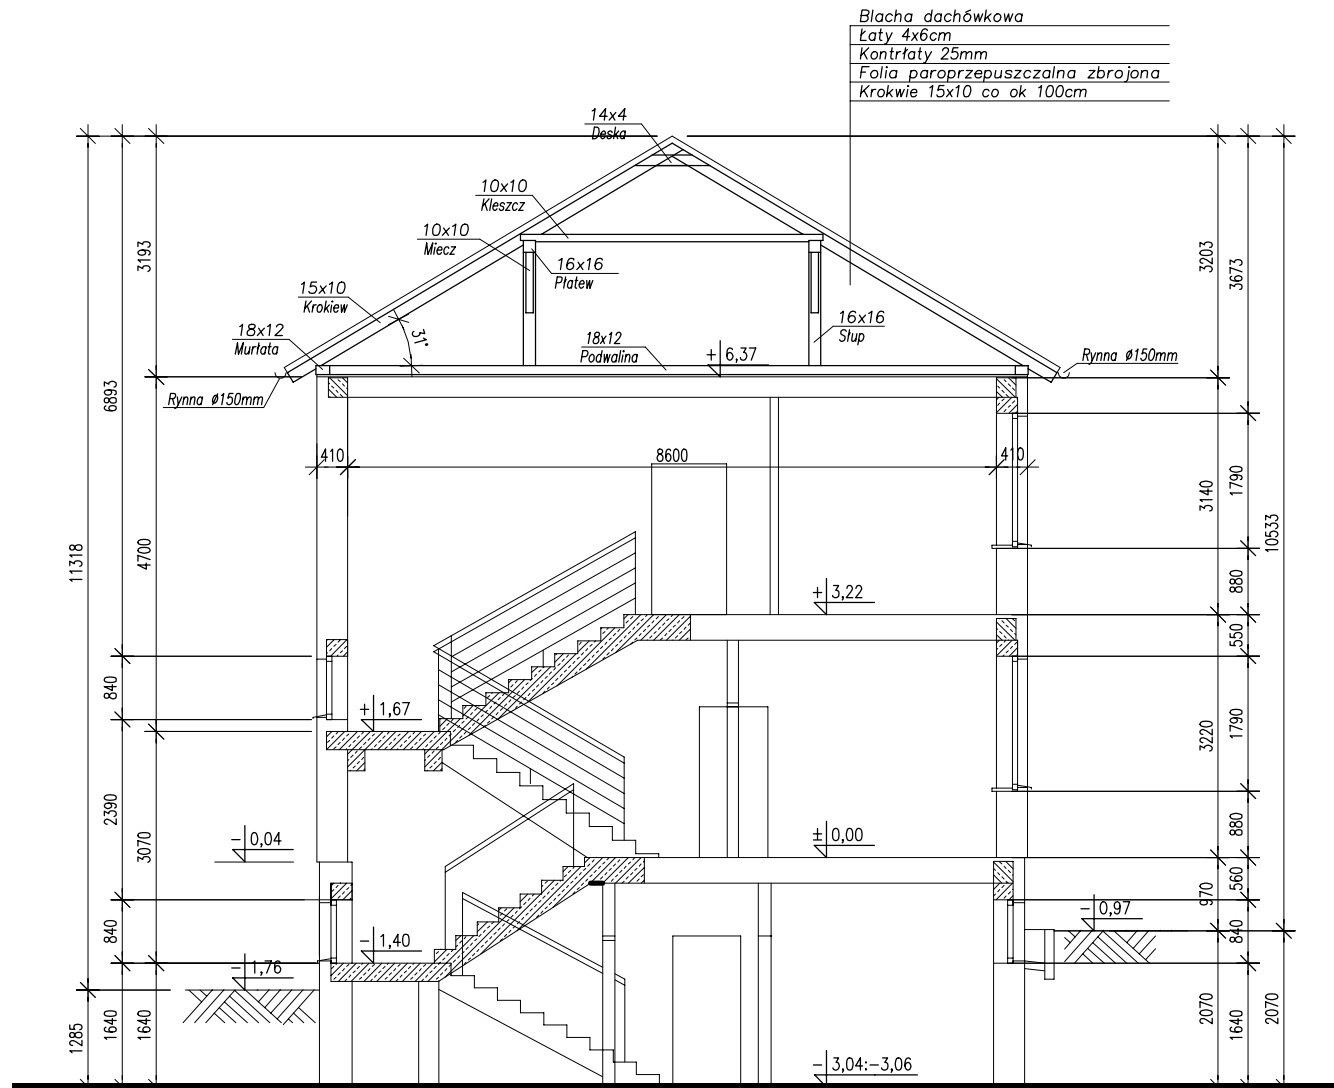 Blacha dachówkowa
Łaty 4x6cm
Kontrłaty 25mm
Folia paroprzepuszczalna zbrojona
Krokwie 15x10 co ok 100cm
14x4
Deska
10x10
Kleszcz
10x10
Miecz
16x16
Płatew
15x10
Krokiew
31°
16x16
Słup
18x12
Murłata
18x12
Podwalina
+ 6,37
Rynna ø150mm
Rynna ø150mm
410
8600
410
+ 3,22
+ 1,67
± 0,00
- 0,04
- 0,97
- 1,40
- 1,76
- 3,04:-3,06
11318
1285
6893
840
2390
840
1640
3193
4700
3070
1640
3203
3140
3220
970
2070
3673
1790
880
550
1790
880
560
840
1640
10533
2070